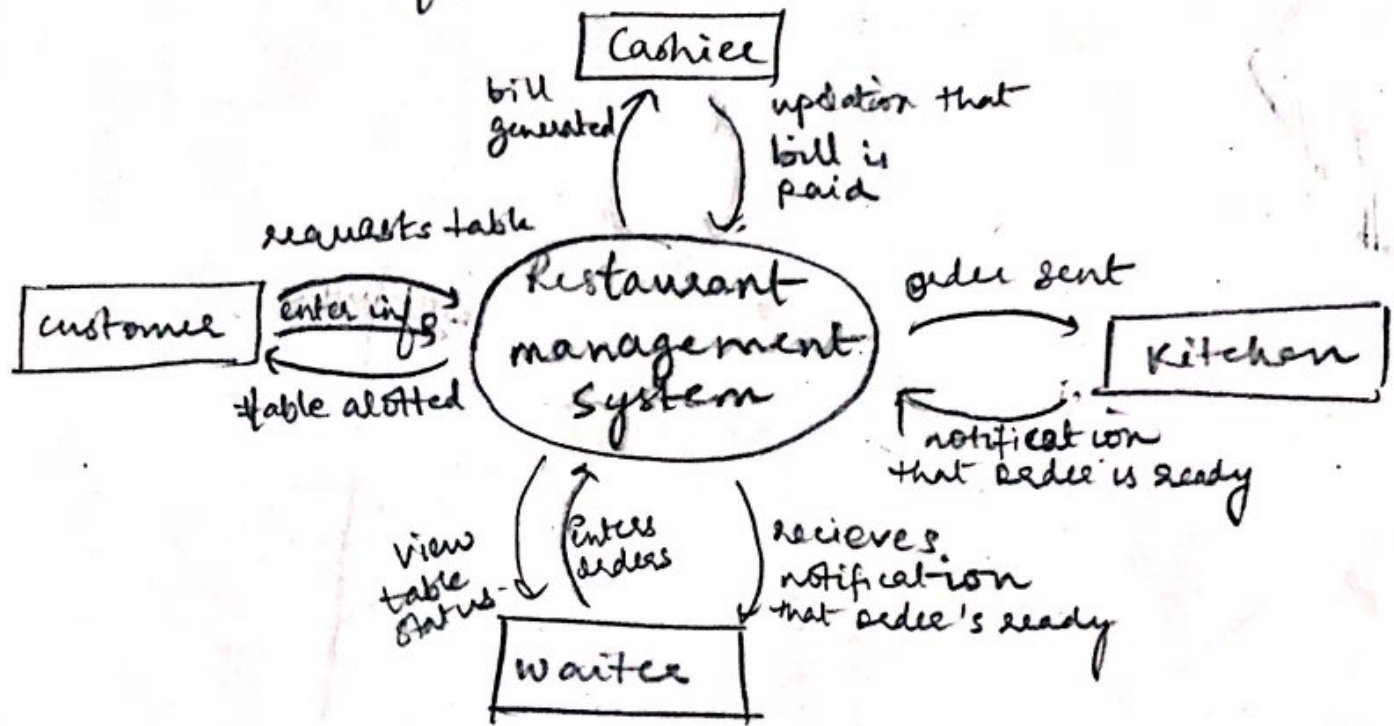 Cashier
bill
generated
updation that
bill is
paid
requests table
customer
enter info
table alotted
Restaurant
management
system
order sent
Kitchen
notification
that order is ready
view
table
status
enters
orders
recieves
notification
that order's ready
waiter